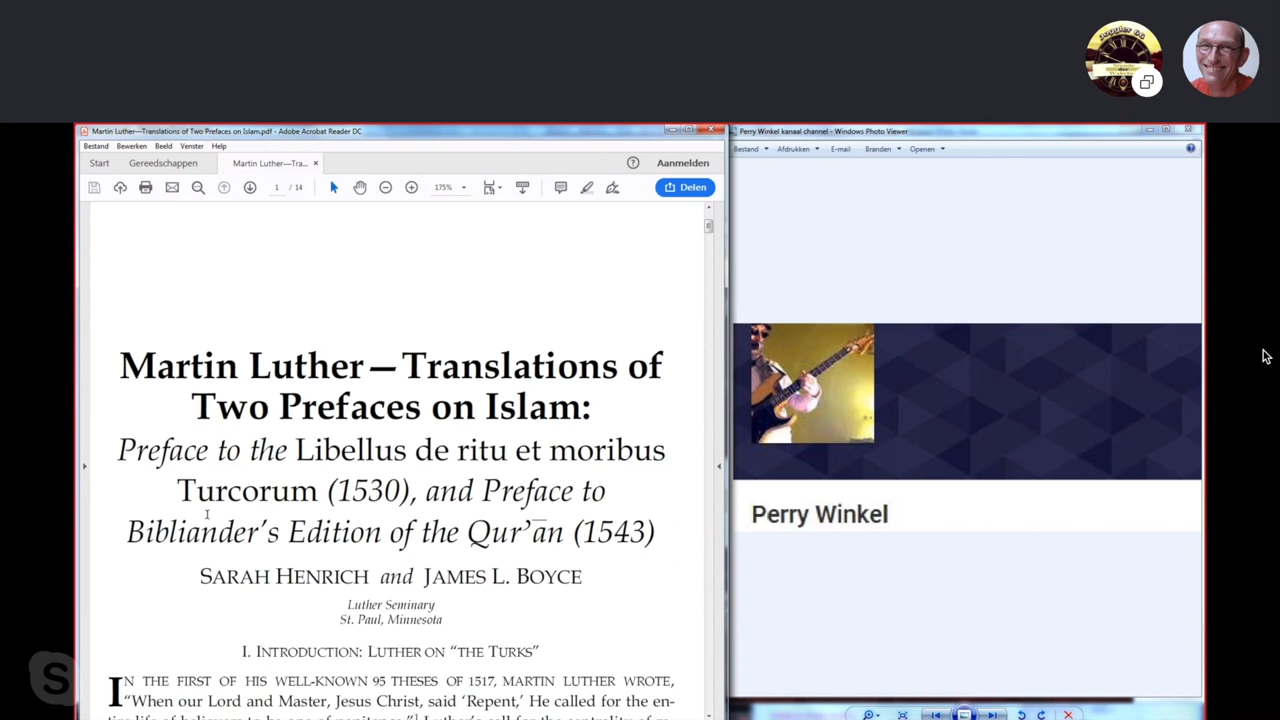 Martin Luther—Translations of Two Prefaces on Islam.pdf - Adobe Acrobat Reader DC
Bestand Bewerken Beeld Venster Help
Start Gereedschappen Martin Luther—Tra... × Aanmelden
1 / 14 175% Delen
Martin Luther—Translations of
Two Prefaces on Islam:
Preface to the Libellus de ritu et moribus
Turcorum (1530), and Preface to
Bibliander’s Edition of the Qur’ān (1543)
SARAH HENRICH and JAMES L. BOYCE
Luther Seminary
St. Paul, Minnesota
I. INTRODUCTION: LUTHER ON “THE TURKS”
IN THE FIRST OF HIS WELL-KNOWN 95 THESES OF 1517, MARTIN LUTHER WROTE,
“When our Lord and Master, Jesus Christ, said ‘Repent,’ He called for the en-
Perry Winkel kanaal channel - Windows Photo Viewer
Bestand Afdrukken E-mail Branden Openen
Perry Winkel
Joggler 66
S